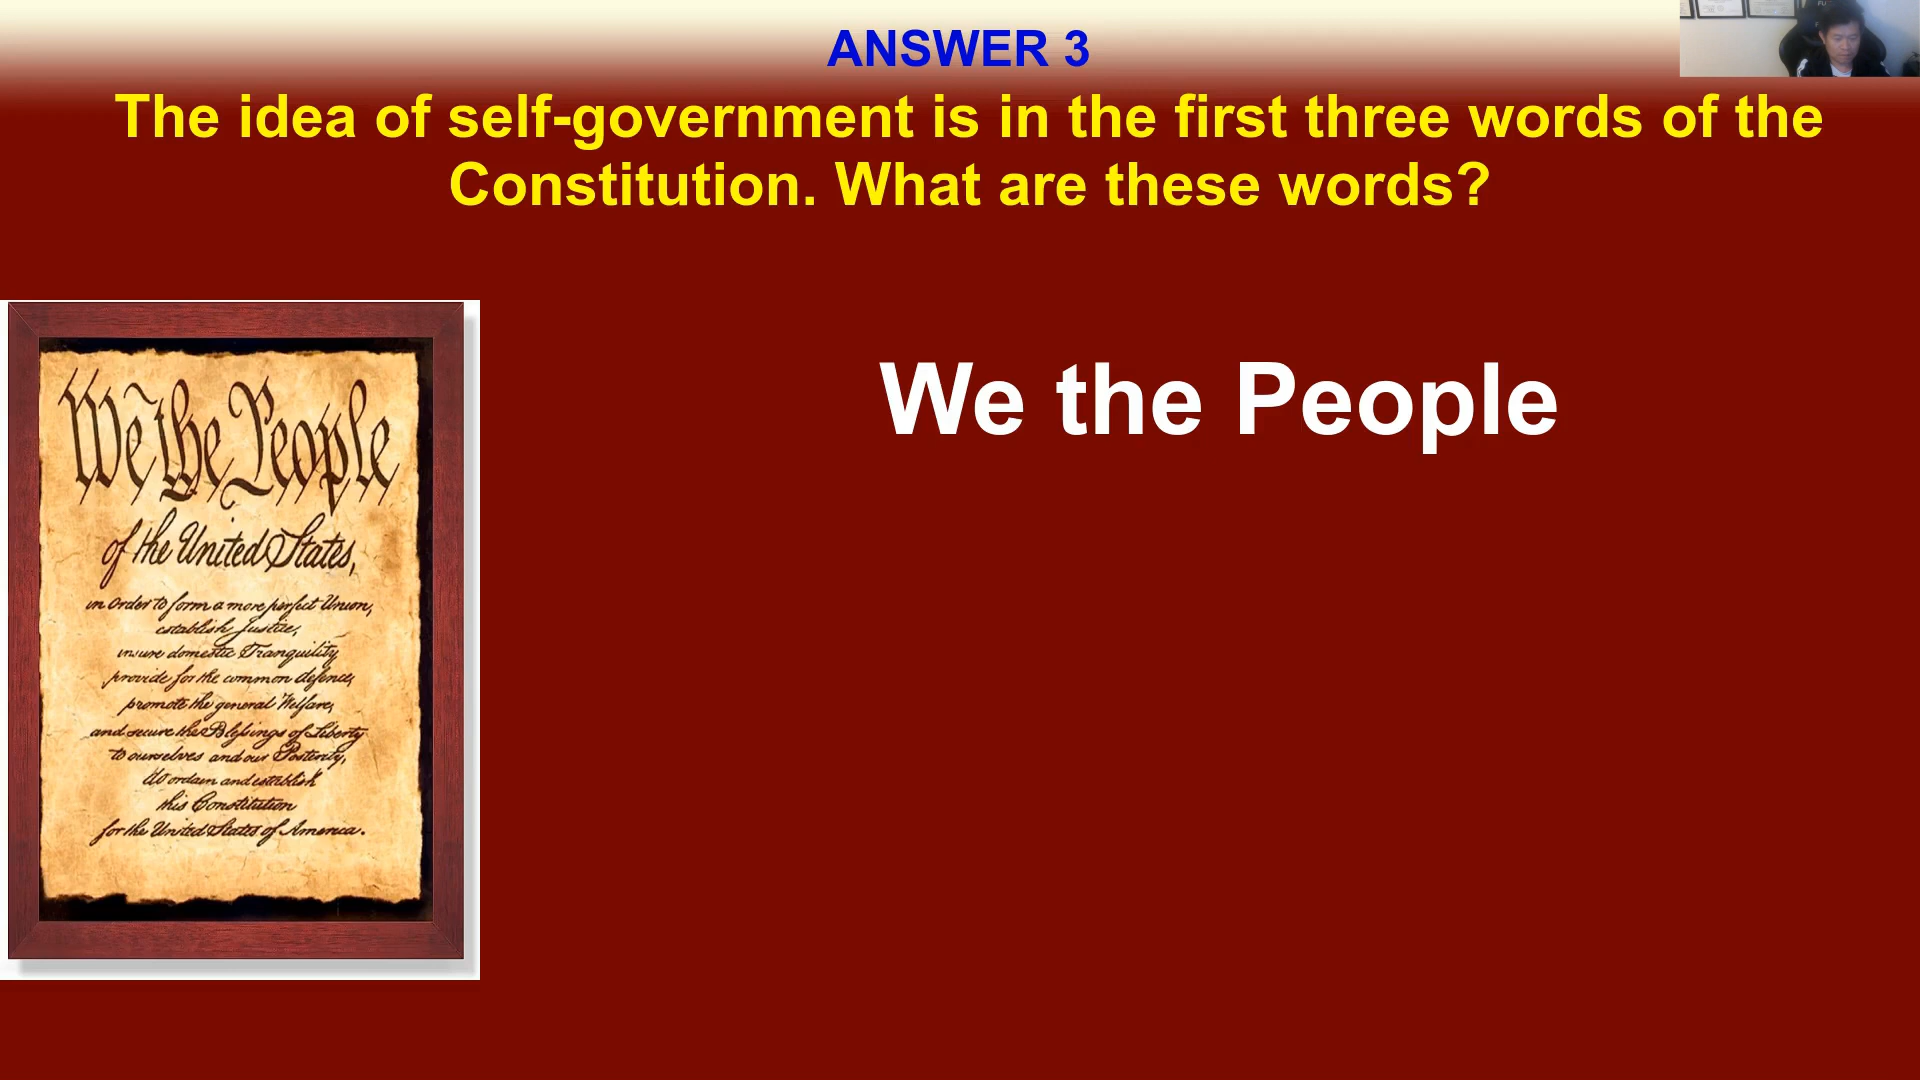 ANSWER 3
The idea of self-government is in the first three words of the
Constitution. What are these words?
We the People
We the People
of the United States,
in Order to form a more perfect Union,
establish Justice,
insure domestic Tranquility
provide for the common defence,
promote the general Welfare,
and secure the Blessings of Liberty
to ourselves and our Posterity,
do ordain and establish
this Constitution
for the United States of America.